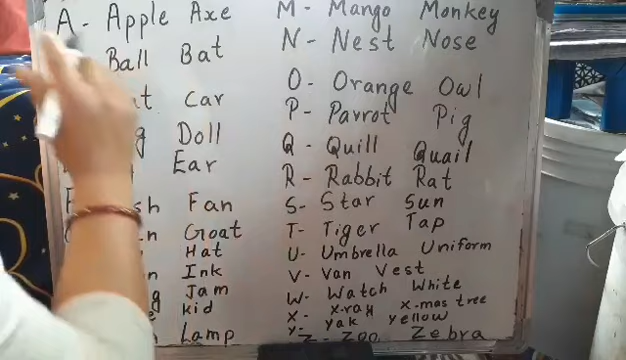 A - Apple Axe
Ball Bat
Car
Doll
Ear
Fan
Goat
Hat
Ink
Jam
Kid
Lamp
M - Mango Monkey
N - Nest Nose
O - Orange Owl
P - Parrot Pig
Q - Quill Quail
R - Rabbit Rat
S - Star Sun
T - Tiger Tap
U - Umbrella Uniform
V - Van Vest
W - Watch White
X - X-ray X-mas tree
Y - Yak Yellow
Z - Zoo Zebra